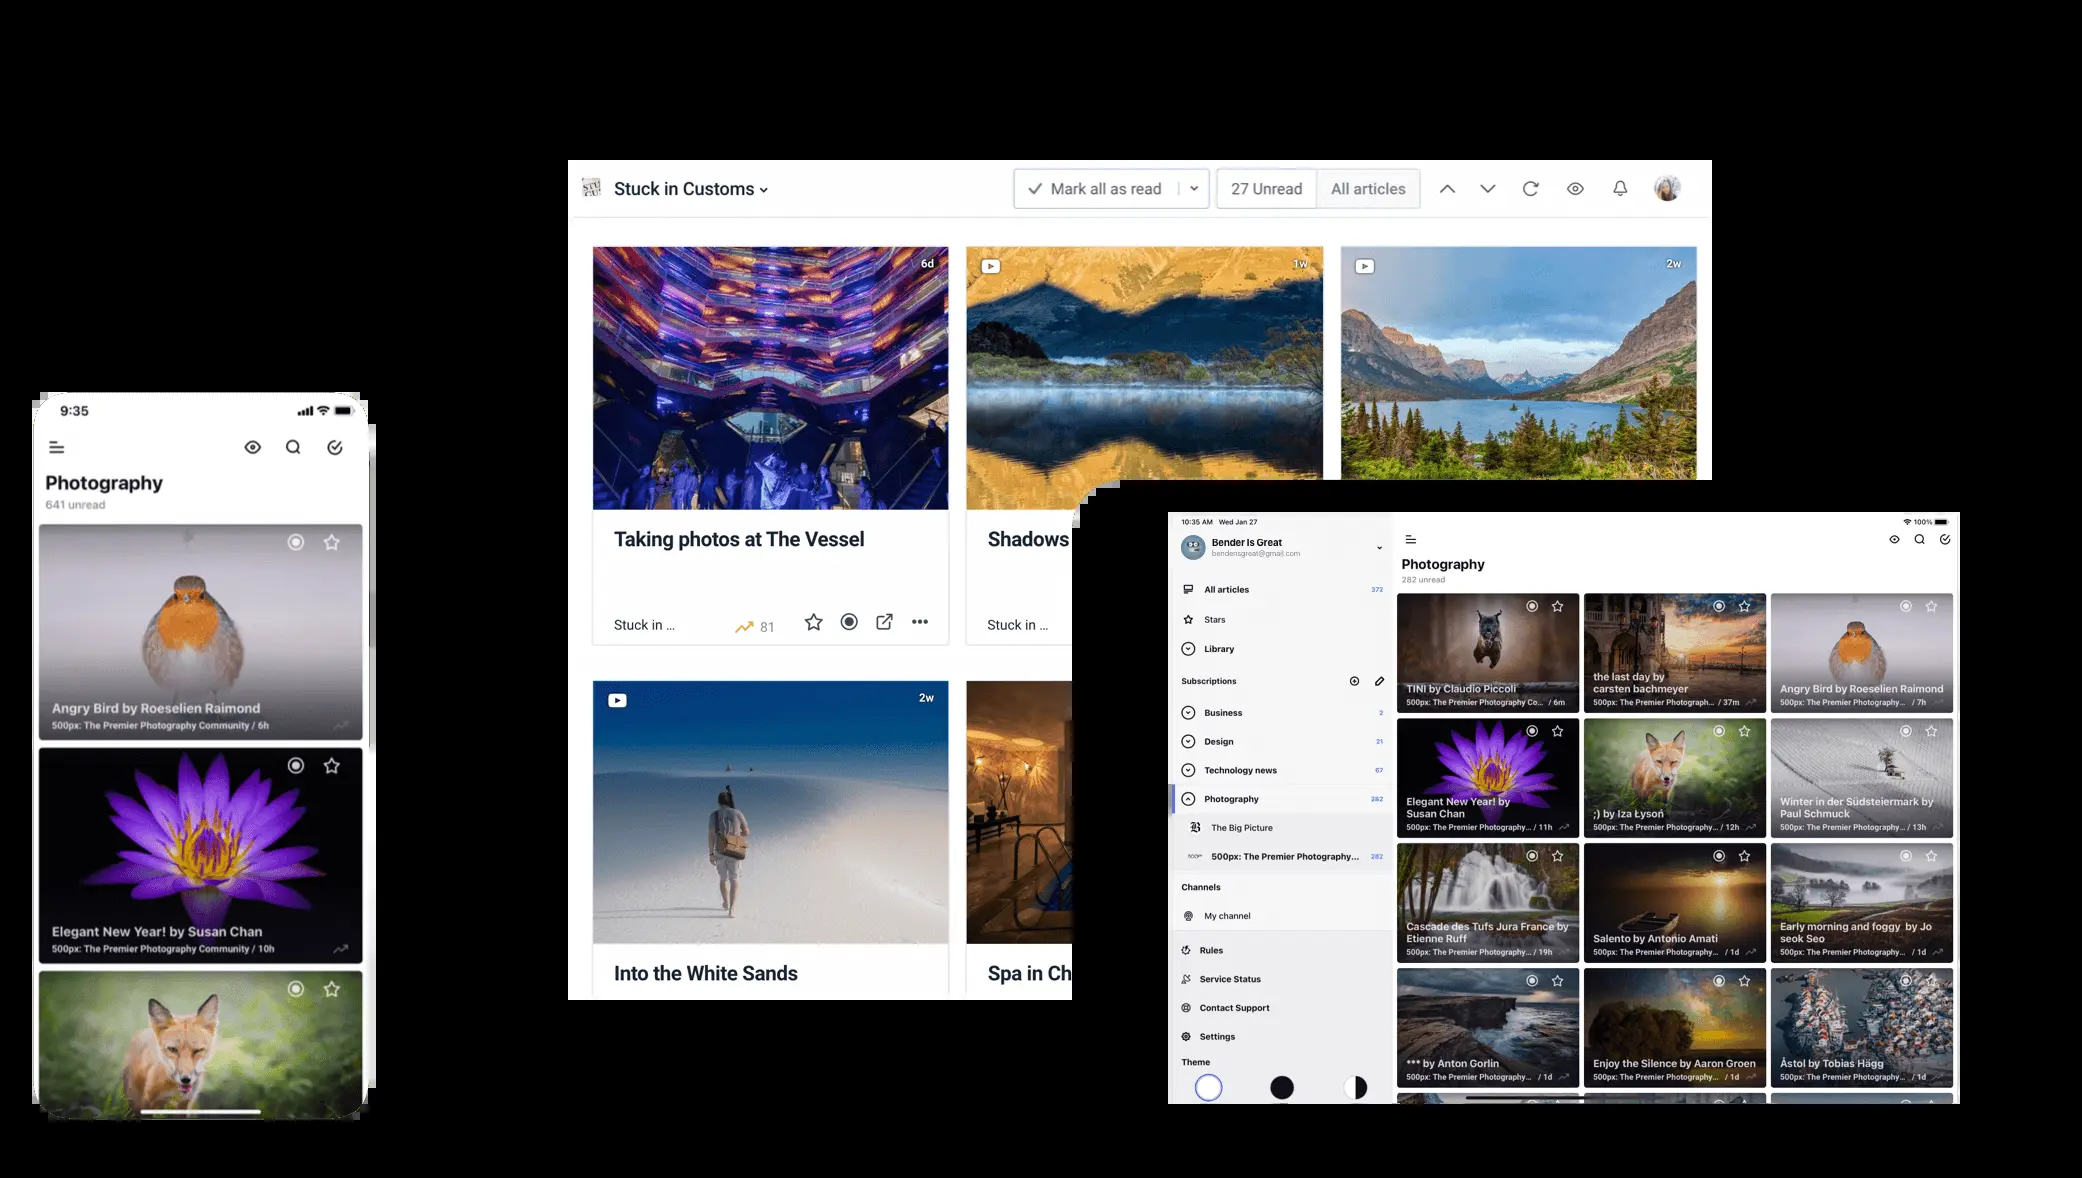 Stuck in Customs
Mark all as read
27 Unread
All articles
6d
1w
2w
Taking photos at The Vessel
Stuck in ...
81
Shadows
Stuck in ...
2w
Into the White Sands
Spa in Ch
9:35
Photography
641 unread
Angry Bird by Roeselien Raimond
500px: The Premier Photography Community / 6h
Elegant New Year! by Susan Chan
500px: The Premier Photography Community / 10h
10:35 AM Wed Jan 27
100%
Bender Is Great
benderisgreat@gmail.com
All articles 372
Stars
Library
Subscriptions
Business 2
Design 21
Technology news 67
Photography 282
The Big Picture
500px: The Premier Photography... 282
Channels
My channel
Rules
Service Status
Contact Support
Settings
Theme
Photography
282 unread
TINI by Claudio Piccoli
500px: The Premier Photography Co... / 6m
the last day by
carsten bachmeyer
500px: The Premier Photograph... / 37m
Angry Bird by Roeselien Raimond
500px: The Premier Photography... / 7h
Elegant New Year! by
Susan Chan
500px: The Premier Photography... / 11h
;) by Iza Łysoń
500px: The Premier Photography... / 12h
Winter in der Südsteiermark by
Paul Schmuck
500px: The Premier Photography... / 13h
Cascade des Tufs Jura France by
Etienne Ruff
500px: The Premier Photography... / 19h
Salento by Antonio Amati
500px: The Premier Photography... / 1d
Early morning and foggy by Jo
seok Seo
500px: The Premier Photography... / 1d
*** by Anton Gorlin
500px: The Premier Photography... / 1d
Enjoy the Silence by Aaron Groen
500px: The Premier Photography... / 1d
Åstol by Tobias Hägg
500px: The Premier Photography... / 1d